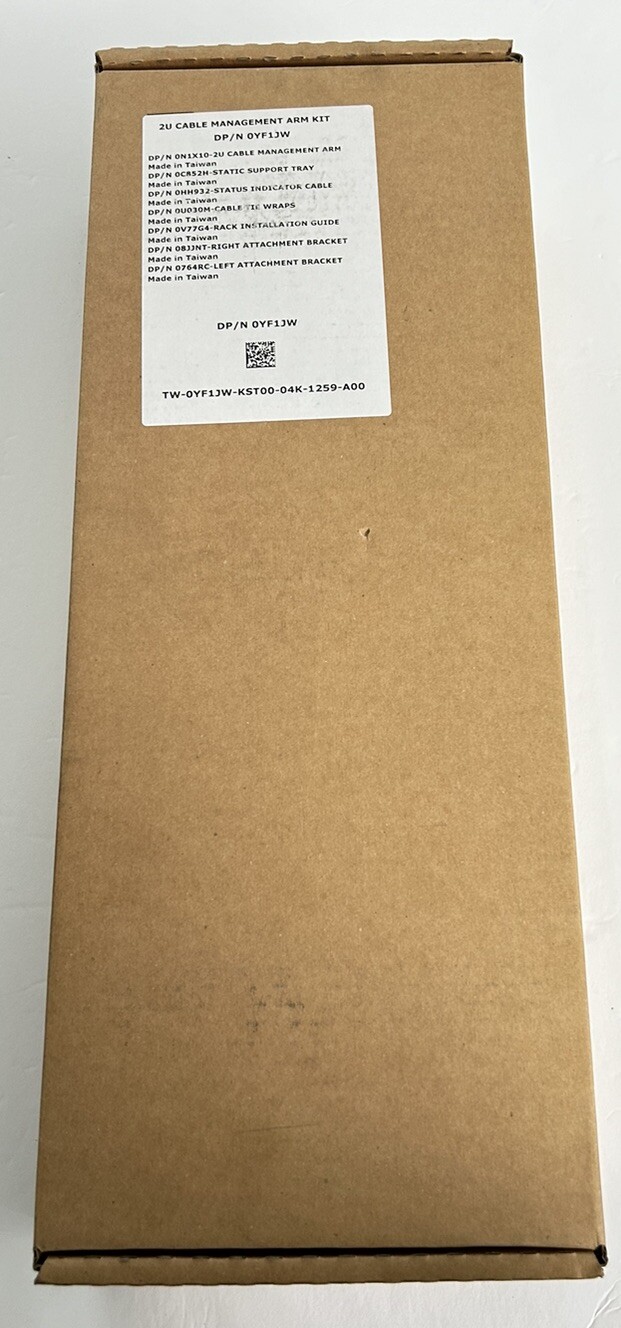 2U CABLE MANAGEMENT ARM KIT
DP/N 0YF1JW
DP/N 0N1X10-2U CABLE MANAGEMENT ARM
Made in Taiwan
DP/N 0C852H-STATIC SUPPORT TRAY
Made in Taiwan
DP/N 0HH932-STATUS INDICATOR CABLE
Made in Taiwan
DP/N 0U030M-CABLE TIE WRAPS
Made in Taiwan
DP/N 0V77G4-RACK INSTALLATION GUIDE
Made in Taiwan
DP/N 08JJNT-RIGHT ATTACHMENT BRACKET
Made in Taiwan
DP/N 0764RC-LEFT ATTACHMENT BRACKET
Made in Taiwan
DP/N 0YF1JW
TW-0YF1JW-KST00-04K-1259-A00